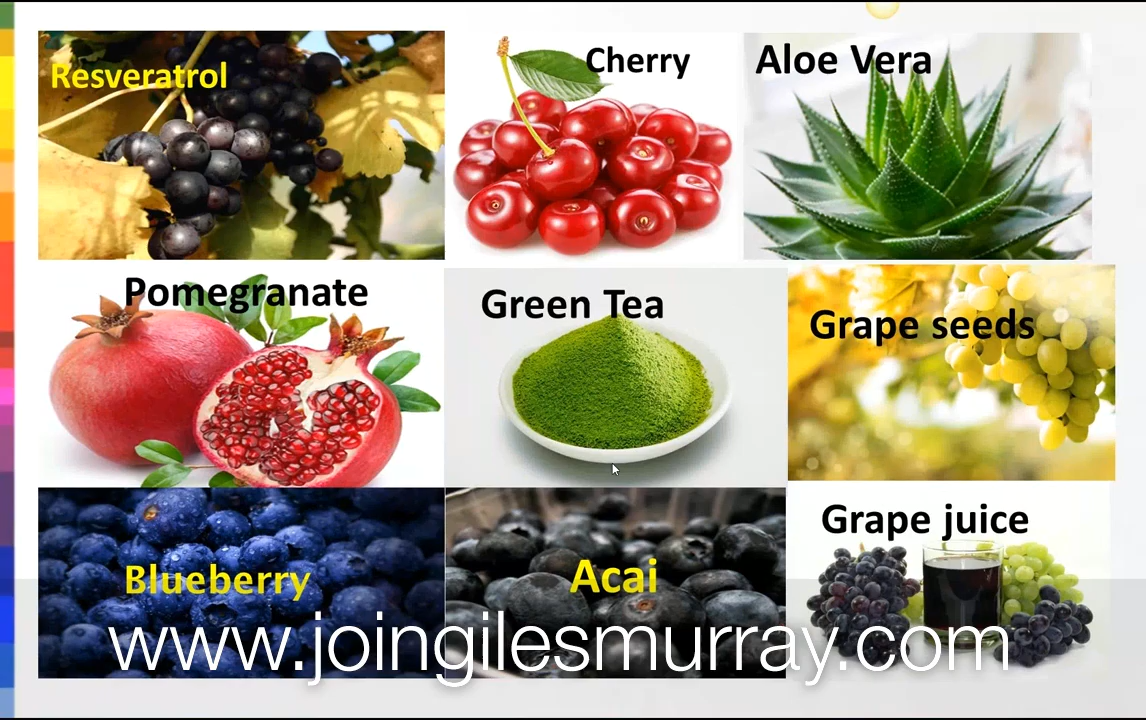 Resveratrol
Cherry
Aloe Vera
Pomegranate
Green Tea
Grape seeds
Blueberry
Acai
Grape juice
www.joingilesmurray.com